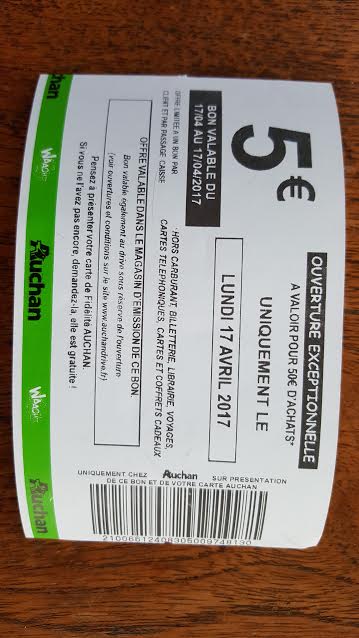 5€
OUVERTURE EXCEPTIONNELLE
A VALOIR POUR 50€ D'ACHATS*
UNIQUEMENT LE
BON VALABLE DU
17/04 AU 17/04/2017
LUNDI 17 AVRIL 2017
OFFRE LIMITEE A UN BON PAR
CLIENT ET PAR PASSAGE CAISSE
*HORS CARBURANT, BILLETTERIE, LIBRAIRIE, VOYAGES,
CARTES TELEPHONIQUES, CARTES ET COFFRETS CADEAUX
OFFRE VALABLE DANS LE MAGASIN D'EMISSION DE CE BON.
Bon valable également au drive sous réserve de l'ouverture
(voir ouvertures et conditions sur le site www.auchandrive.fr)
Pensez à présenter votre carte de Fidélité AUCHAN.
Si vous ne l'avez pas encore, demandez-la, elle est gratuite !
chan WAAOH! Auchan WAAOH! Auchan
UNIQUEMENT CHEZ Auchan SUR PRESENTATION
DE CE BON ET DE VOTRE CARTE AUCHAN